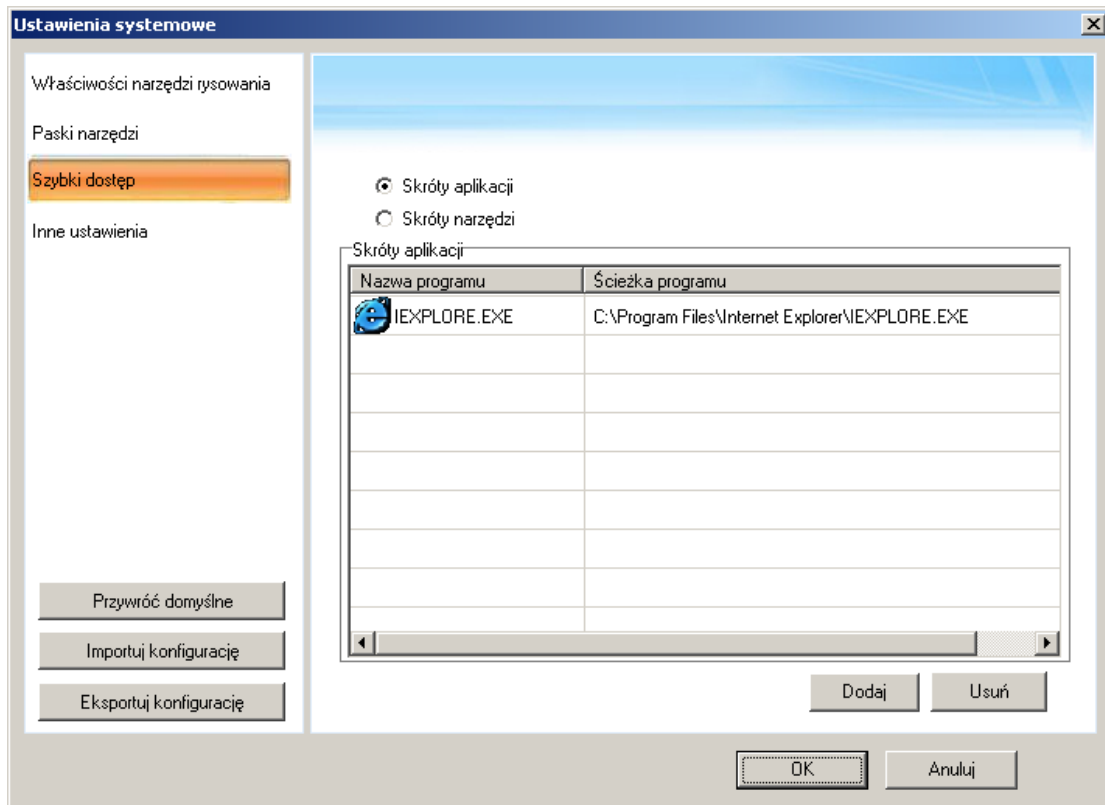 Ustawienia systemowe
Właściwości narzędzi rysowania
Paski narzędzi
Szybki dostęp
Inne ustawienia
Przywróć domyślne
Importuj konfigurację
Eksportuj konfigurację
Skróty aplikacji
Skróty narzędzi
Skróty aplikacji
Nazwa programu Ścieżka programu
IEXPLORE.EXE C:\Program Files\Internet Explorer\IEXPLORE.EXE
Dodaj Usuń
OK Anuluj